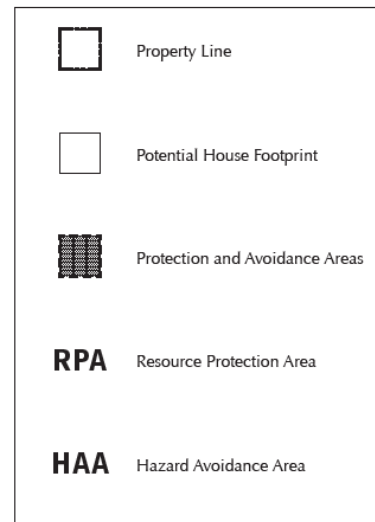 Property Line
Potential House Footprint
Protection and Avoidance Areas
RPA Resource Protection Area
HAA Hazard Avoidance Area